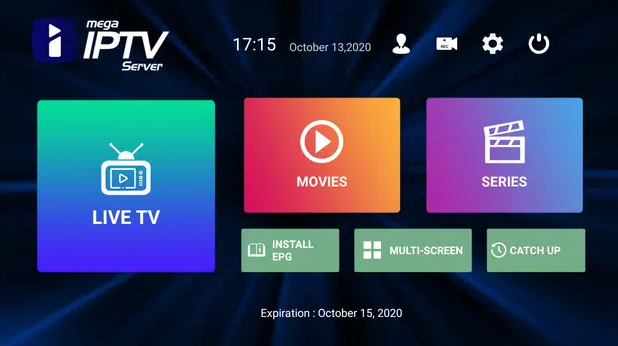 mega
IPTV
Server
17:15
October 13,2020
REC
LIVE TV
MOVIES
SERIES
INSTALL
EPG
MULTI-SCREEN
CATCH UP
Expiration : October 15, 2020